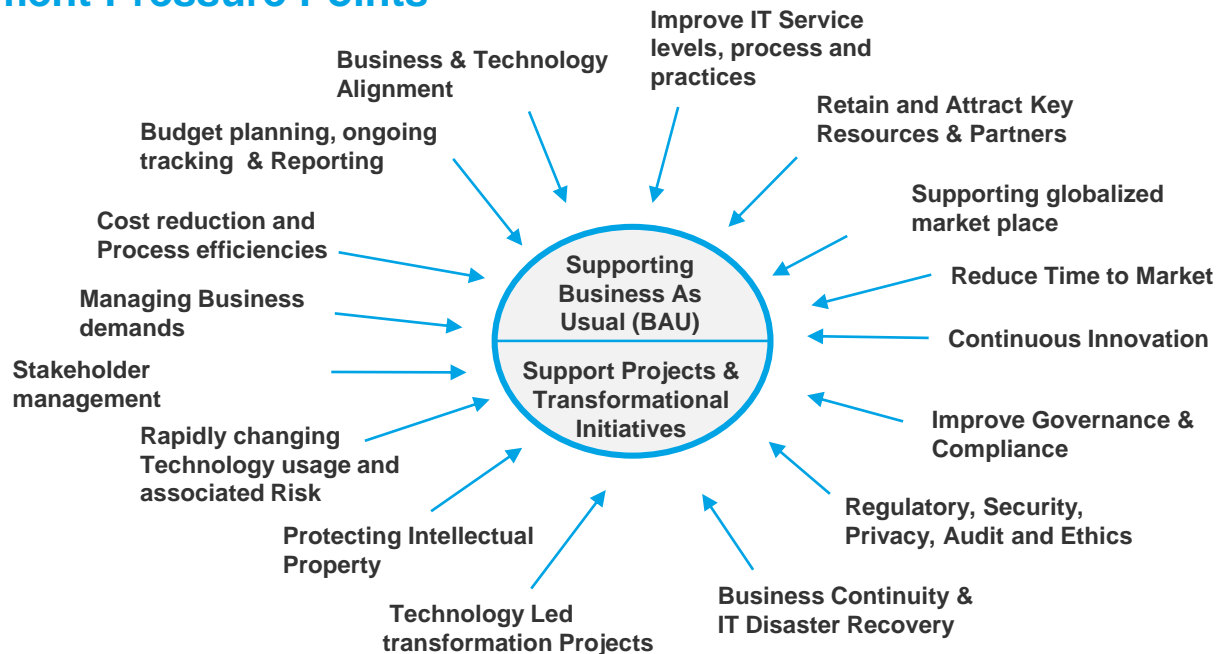 Pressure Points
Improve IT Service
levels, process and
practices
Business & Technology
Alignment
Retain and Attract Key
Resources & Partners
Budget planning, ongoing
tracking & Reporting
Supporting globalized
market place
Cost reduction and
Process efficiencies
Supporting
Business As
Usual (BAU)
Reduce Time to Market
Managing Business
demands
Continuous Innovation
Stakeholder
management
Support Projects &
Transformational
Initiatives
Improve Governance &
Compliance
Rapidly changing
Technology usage and
associated Risk
Regulatory, Security,
Privacy, Audit and Ethics
Protecting Intellectual
Property
Business Continuity &
IT Disaster Recovery
Technology Led
transformation Projects